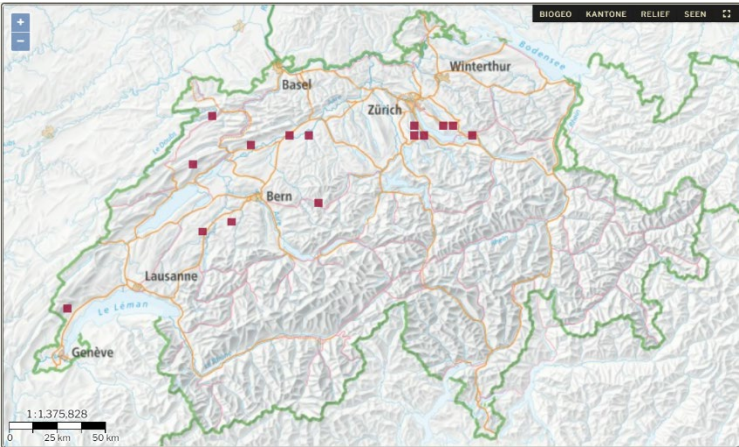 +
−
BIOGEO KANTONE RELIEF SEEN
Bodensee
Winterthur
Basel
Zürich
Bern
Lausanne
Le Léman
Genève
1:1.375,828
0 25 km 50 km